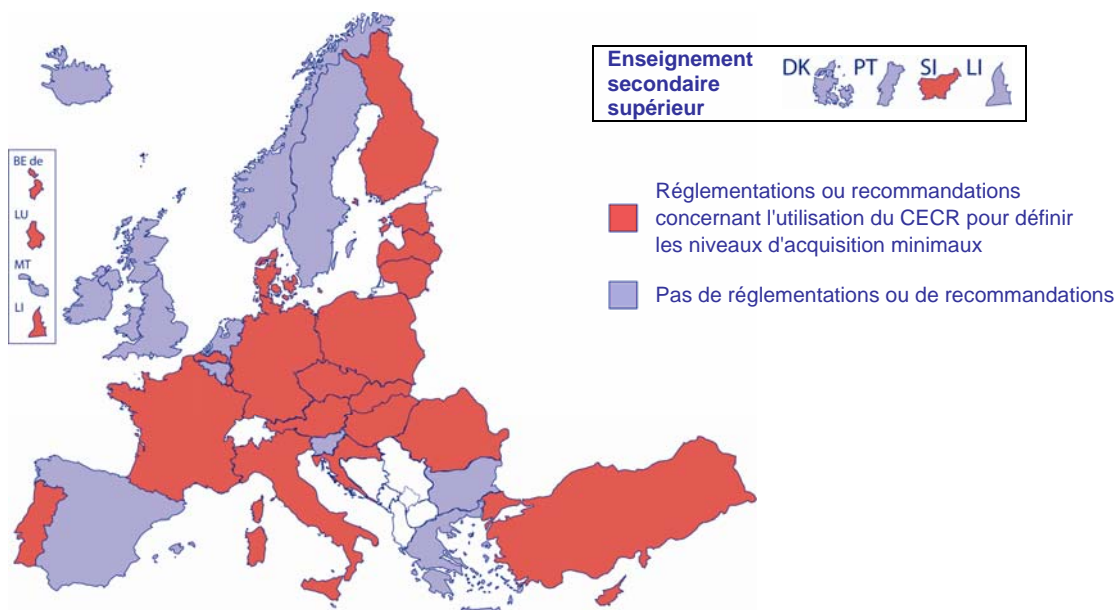 Enseignement
secondaire
supérieur
DK PT SI LI
BE de
LU
MT
LI
Réglementations ou recommandations
concernant l'utilisation du CECR pour définir
les niveaux d'acquisition minimaux
Pas de réglementations ou de recommandations